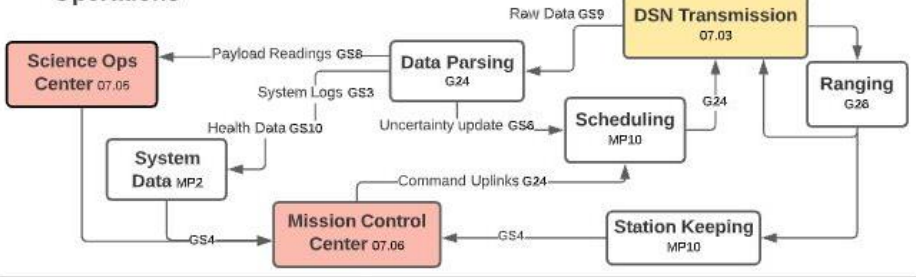 Raw Data GS9
DSN Transmission
07.03
Science Ops
Center 07.05
Payload Readings GS8
Data Parsing
G24
Ranging
G26
System Logs GS3
Uncertainty update GS6
Scheduling
MP10
G24
Health Data GS10
System
Data MP2
Command Uplinks G24
Mission Control
Center 07.06
GS4
GS4
Station Keeping
MP10